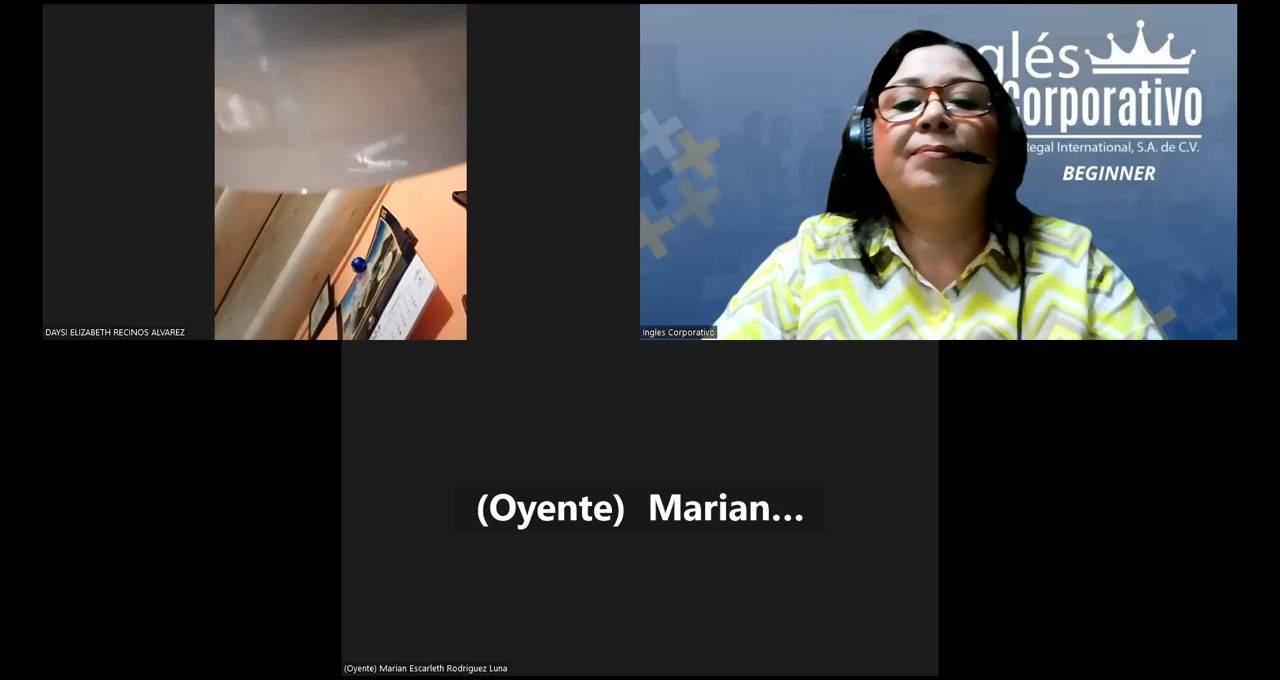 DAYSI ELIZABETH RECINOS ALVAREZ
glés
Corporativo
Regal International, S.A. de C.V.
BEGINNER
Ingles Corporativo
(Oyente) Marian...
(Oyente) Marian Escarleth Rodriguez Luna